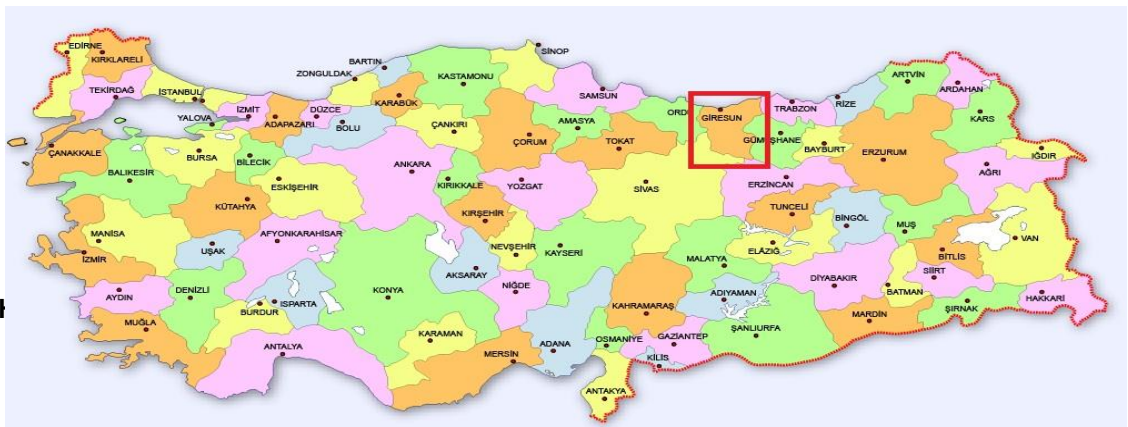 EDİRNE
KIRKLARELİ
TEKİRDAĞ
İSTANBUL
YALOVA
İZMİT
ADAPAZARI
DÜZCE
BOLU
ZONGULDAK
BARTIN
KARABÜK
KASTAMONU
SİNOP
ÇANKIRI
SAMSUN
AMASYA
ÇORUM
TOKAT
ORD
GİRESUN
TRABZON
RİZE
ARTVİN
ARDAHAN
KARS
GÜMÜŞHANE
BAYBURT
ERZURUM
IĞDIR
AĞRI
ÇANAKKALE
BALIKESİR
BURSA
BİLECİK
ESKİŞEHİR
ANKARA
KIRIKKALE
YOZGAT
SİVAS
ERZİNCAN
TUNCELİ
BİNGÖL
MUŞ
BİTLİS
VAN
MANİSA
KÜTAHYA
UŞAK
AFYONKARAHİSAR
KIRŞEHİR
NEVŞEHİR
KAYSERİ
MALATYA
ELAZIĞ
DİYABAKIR
BATMAN
SİİRT
ŞIRNAK
HAKKARİ
İZMİR
AYDIN
DENİZLİ
BURDUR
ISPARTA
KONYA
AKSARAY
NİĞDE
KAHRAMARAŞ
ADIYAMAN
ŞANLIURFA
MARDİN
MUĞLA
ANTALYA
KARAMAN
MERSİN
ADANA
OSMANİYE
GAZİANTEP
KİLİS
ANTAKYA